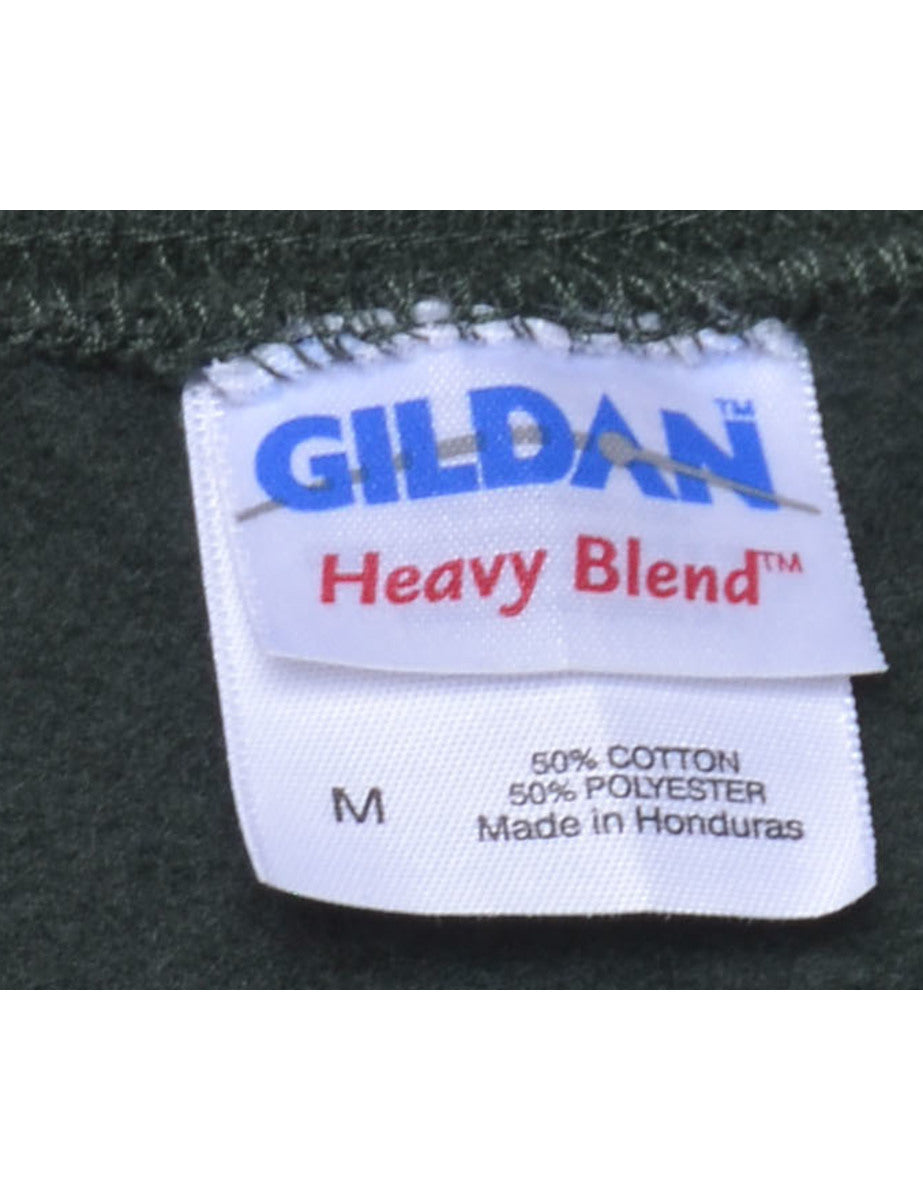 GILDAN™
Heavy Blend™
M
50% COTTON
50% POLYESTER
Made in Honduras